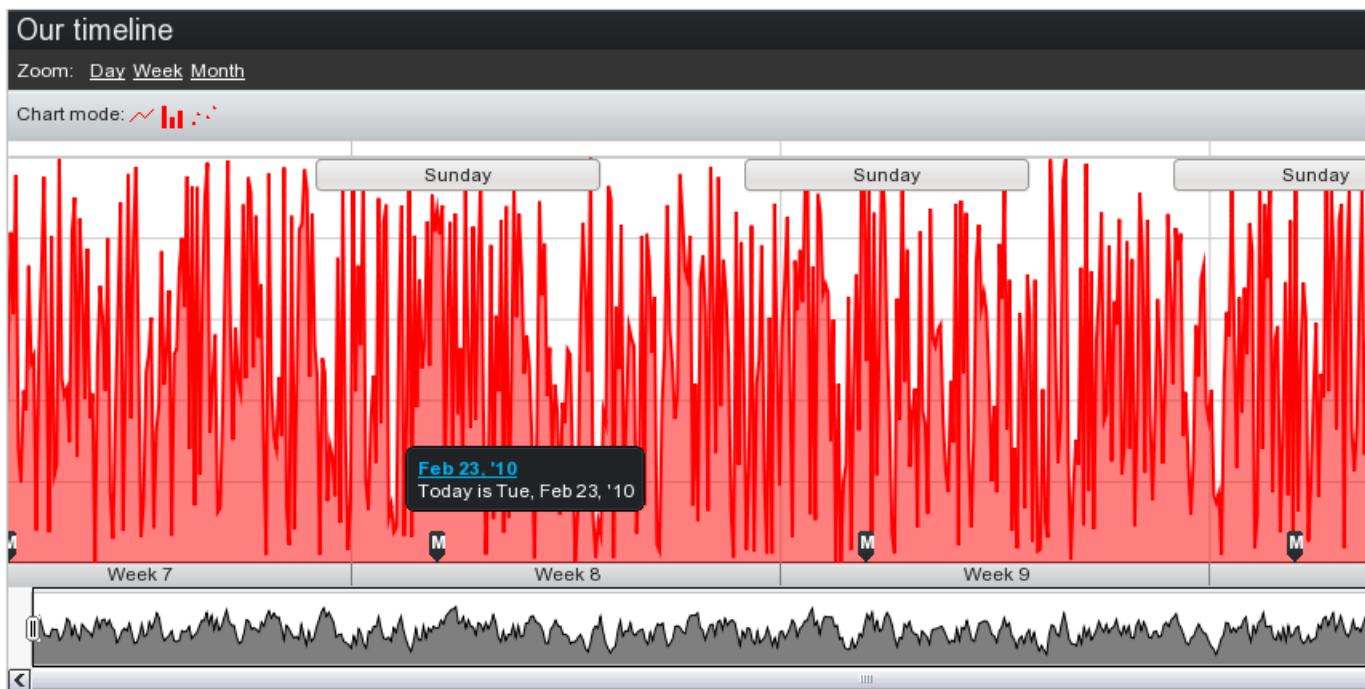 Our timeline
Zoom: Day Week Month
Chart mode:
Sunday Sunday Sunday
Feb 23, '10
Today is Tue, Feb 23, '10
M M M M
Week 7 Week 8 Week 9